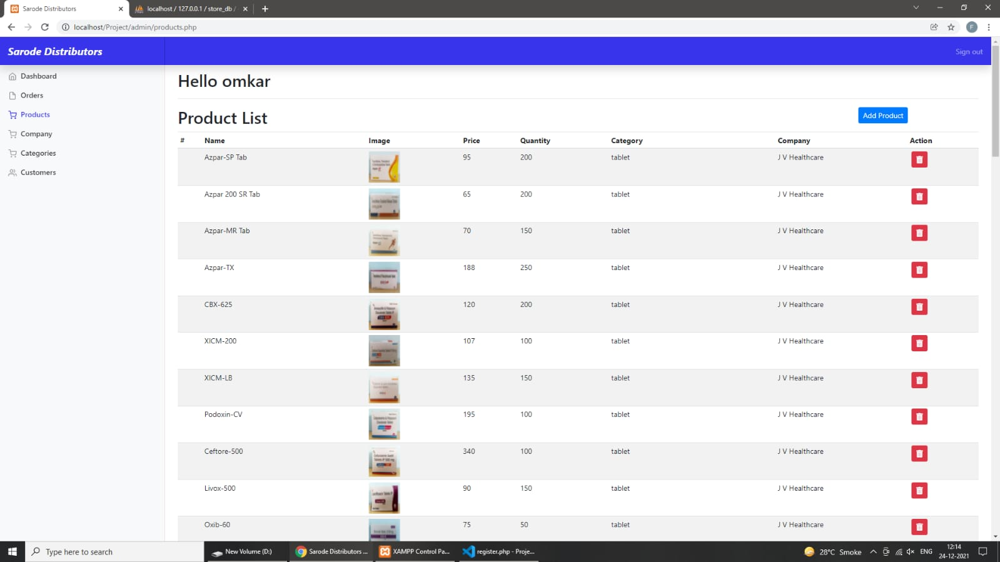 Sarode Distributors
localhost / 127.0.0.1 / store_db /
localhost/Project/admin/products.php
F
Sarode Distributors
Sign out
Dashboard
Orders
Products
Company
Categories
Customers
Hello omkar
Product List
Add Product
# Name Image Price Quantity Category Company Action
Azpar-SP Tab 95 200 tablet J V Healthcare
Azpar 200 SR Tab 65 200 tablet J V Healthcare
Azpar-MR Tab 70 150 tablet J V Healthcare
Azpar-TX 188 250 tablet J V Healthcare
CBX-625 120 200 tablet J V Healthcare
XICM-200 107 100 tablet J V Healthcare
XICM-LB 135 150 tablet J V Healthcare
Podoxin-CV 195 100 tablet J V Healthcare
Ceftore-500 340 100 tablet J V Healthcare
Livox-500 90 150 tablet J V Healthcare
Oxib-60 75 50 tablet J V Healthcare
Type here to search
New Volume (D:)
Sarode Distributors ...
XAMPP Control Pa...
register.php - Proje...
28°C Smoke
ENG
12:14
24-12-2021